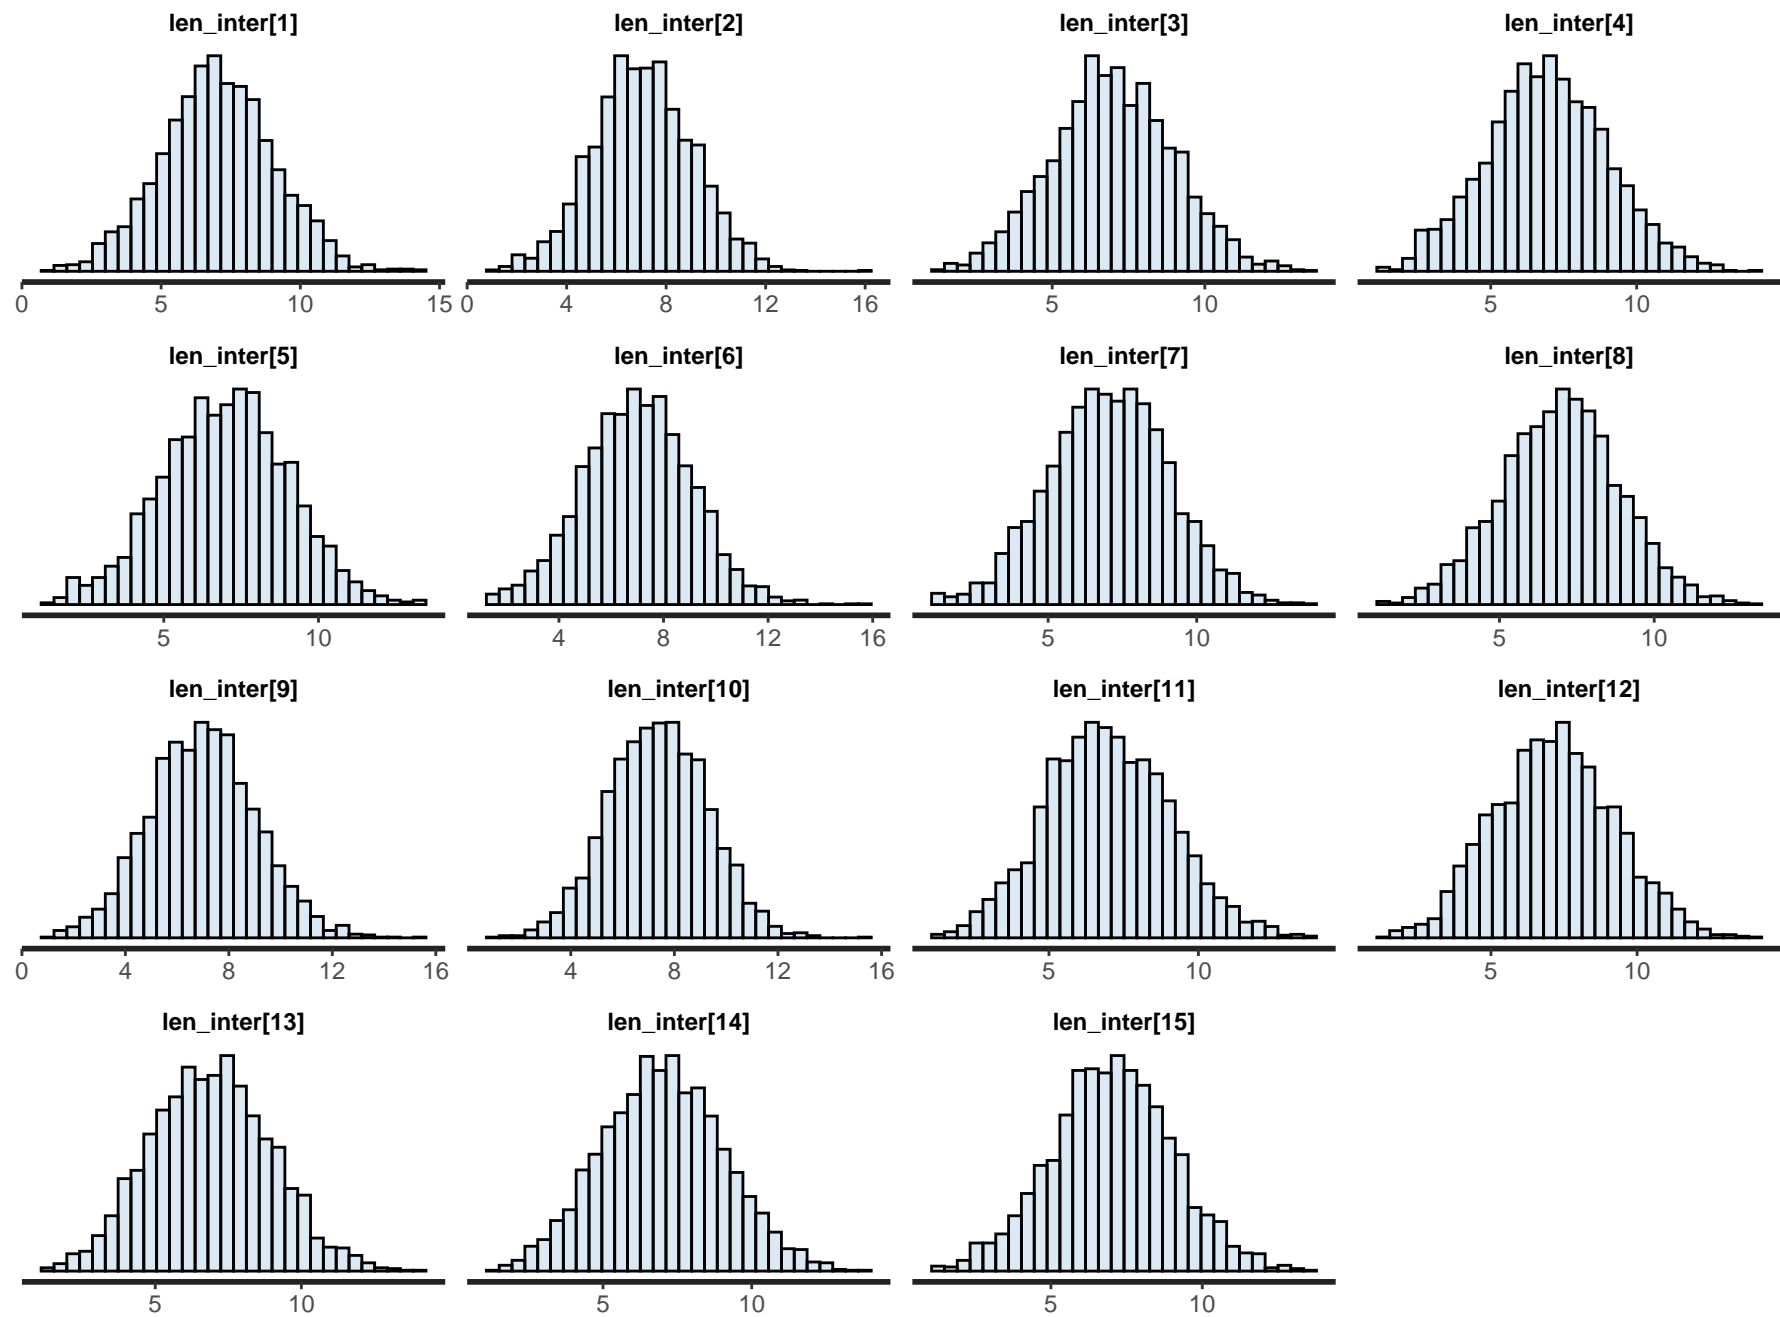 len_inter[1] len_inter[2] len_inter[3] len_inter[4]
0 5 10 15 0 4 8 12 16 5 10 5 10
len_inter[5] len_inter[6] len_inter[7] len_inter[8]
5 10 4 8 12 16 5 10 5 10
len_inter[9] len_inter[10] len_inter[11] len_inter[12]
0 4 8 12 16 4 8 12 16 5 10 5 10
len_inter[13] len_inter[14] len_inter[15]
5 10 5 10 5 10